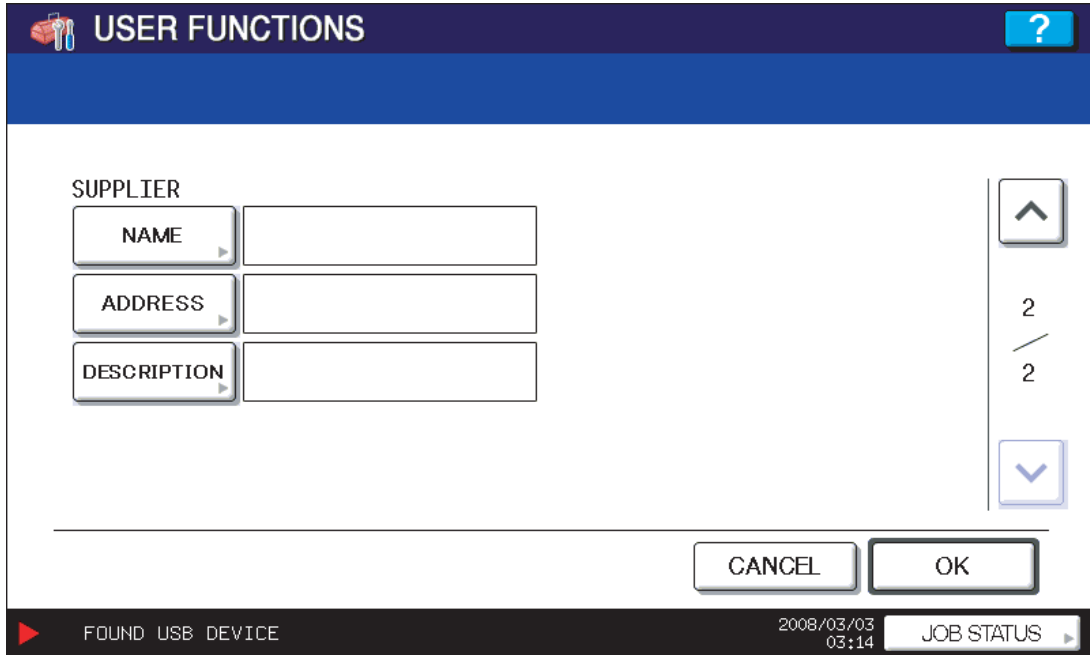 USER FUNCTIONS
?
SUPPLIER
NAME
ADDRESS
DESCRIPTION
2
2
CANCEL
OK
FOUND USB DEVICE
2008/03/03
03:14
JOB STATUS